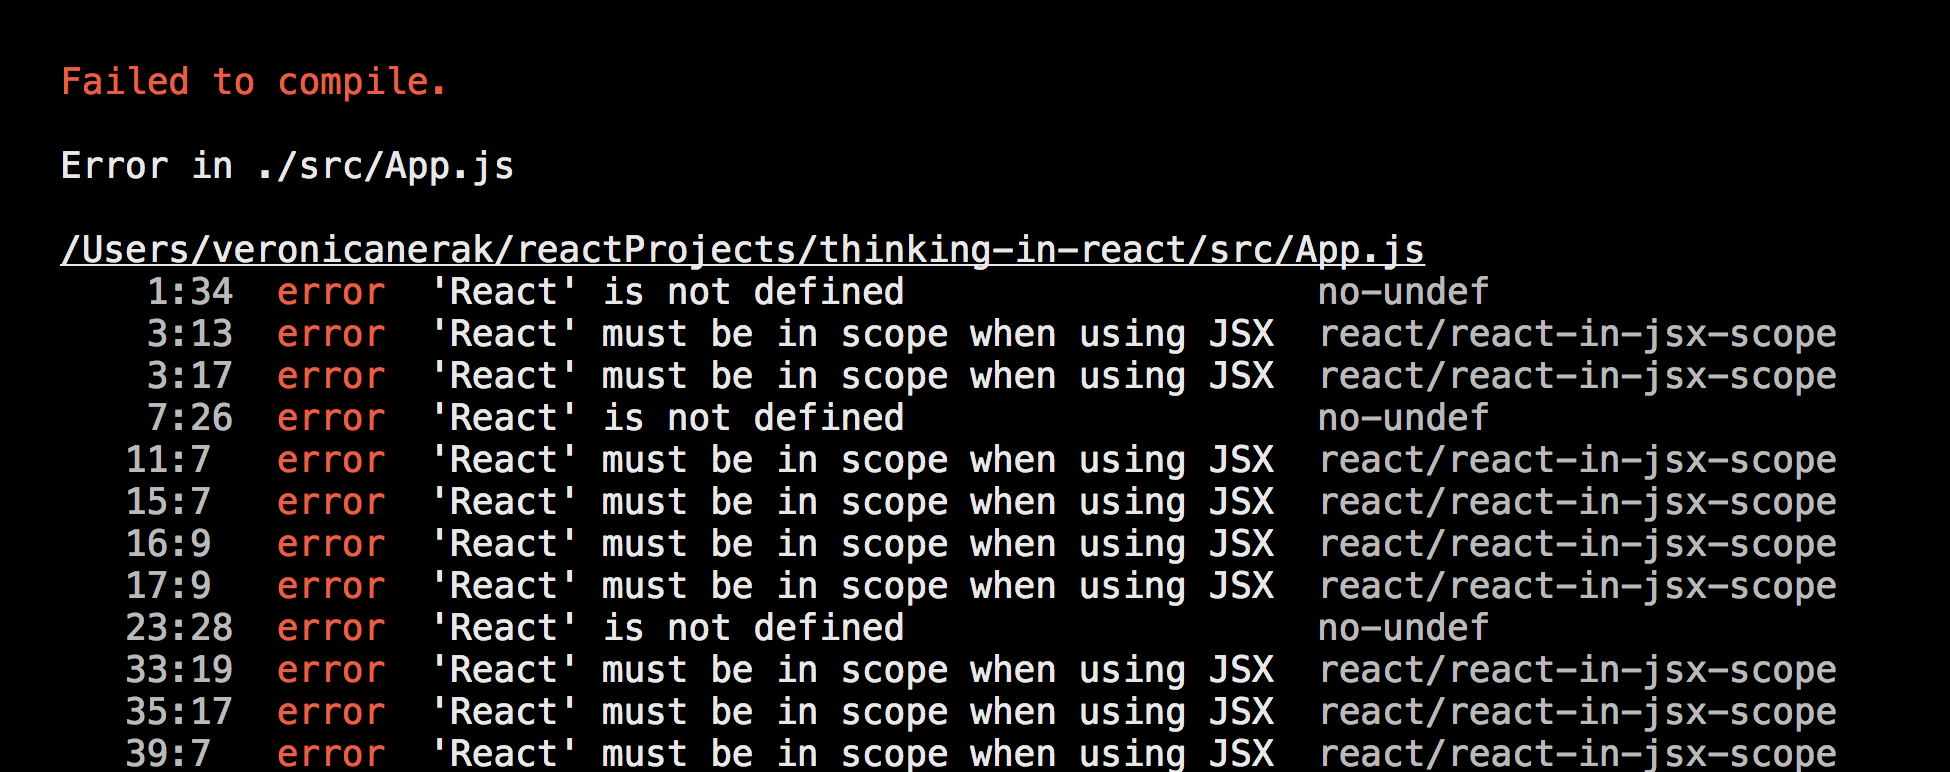 Failed to compile.
Error in ./src/App.js
/Users/veronicanerak/reactProjects/thinking-in-react/src/App.js
1:34 error 'React' is not defined no-undef
3:13 error 'React' must be in scope when using JSX react/react-in-jsx-scope
3:17 error 'React' must be in scope when using JSX react/react-in-jsx-scope
7:26 error 'React' is not defined no-undef
11:7 error 'React' must be in scope when using JSX react/react-in-jsx-scope
15:7 error 'React' must be in scope when using JSX react/react-in-jsx-scope
16:9 error 'React' must be in scope when using JSX react/react-in-jsx-scope
17:9 error 'React' must be in scope when using JSX react/react-in-jsx-scope
23:28 error 'React' is not defined no-undef
33:19 error 'React' must be in scope when using JSX react/react-in-jsx-scope
35:17 error 'React' must be in scope when using JSX react/react-in-jsx-scope
39:7 error 'React' must be in scope when using JSX react/react-in-jsx-scope